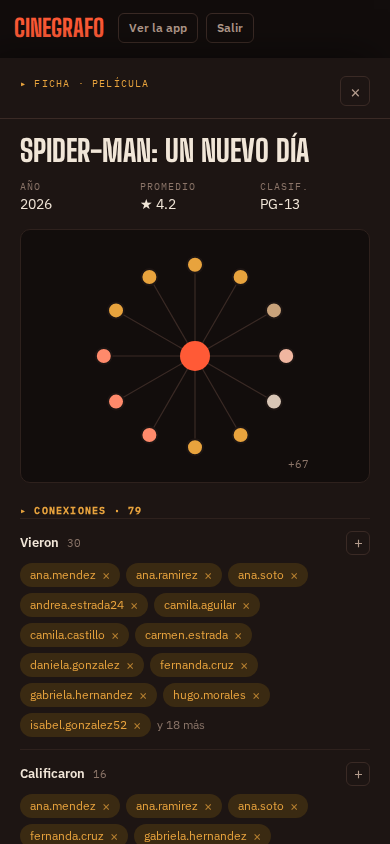 CINEGRAFO Ver la app Salir
▸ FICHA · PELÍCULA ×
SPIDER-MAN: UN NUEVO DÍA
AÑO PROMEDIO CLASIF.
2026 ★ 4.2 PG-13
+67
▸ CONEXIONES · 79
Vieron 30 +
ana.mendez × ana.ramirez × ana.soto ×
andrea.estrada24 × camila.aguilar ×
camila.castillo × carmen.estrada ×
daniela.gonzalez × fernanda.cruz ×
gabriela.hernandez × hugo.morales ×
isabel.gonzalez52 × y 18 más
Calificaron 16 +
ana.mendez × ana.ramirez × ana.soto ×
fernanda.cruz × gabriela.hernandez ×